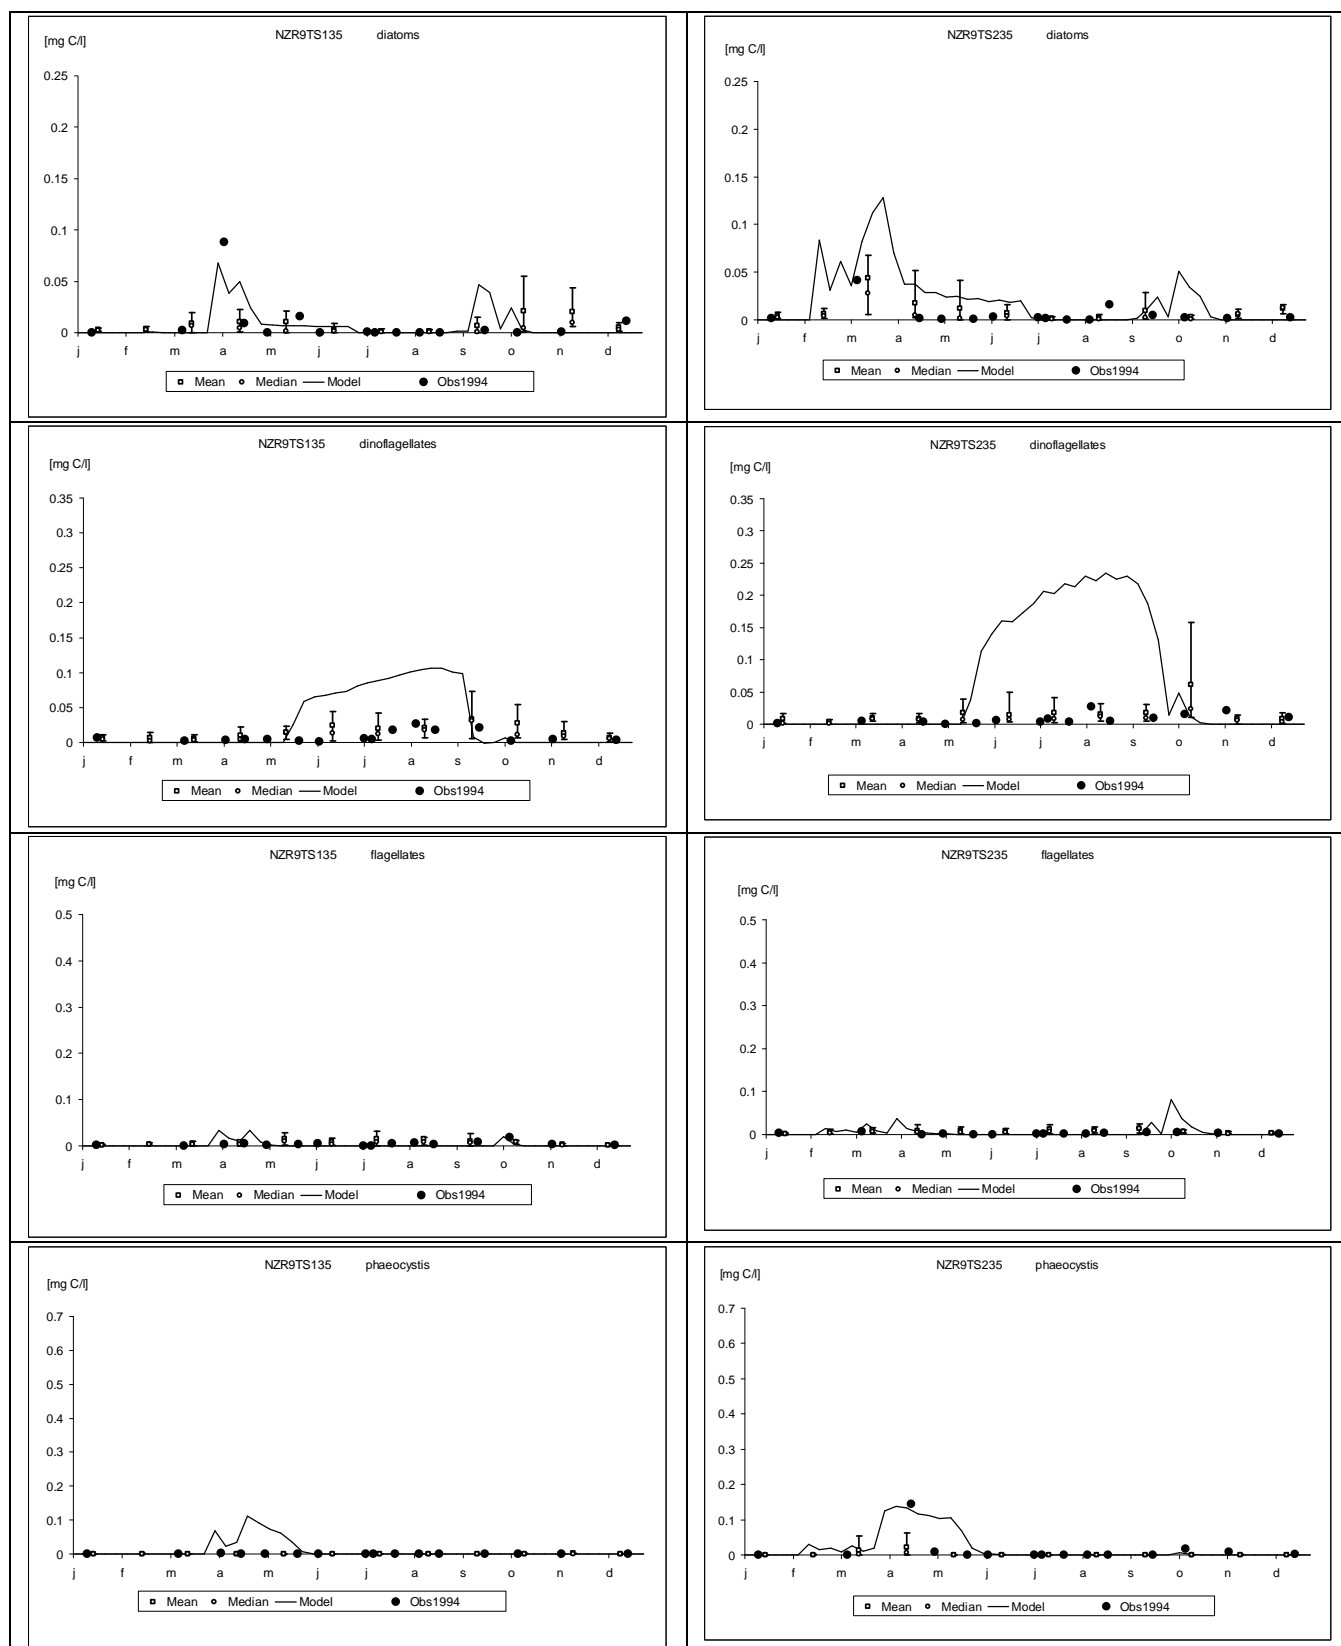 NZR9TS135 diatoms
[mg C/l]
0.25
0.2
0.15
0.1
0.05
0
j f m a m j j a s o n d
Mean Median Model Obs1994
NZR9TS235 diatoms
[mg C/l]
0.25
0.2
0.15
0.1
0.05
0
j f m a m j j a s o n d
Mean Median Model Obs1994
NZR9TS135 dinoflagellates
[mg C/l]
0.35
0.3
0.25
0.2
0.15
0.1
0.05
0
j f m a m j j a s o n d
Mean Median Model Obs1994
NZR9TS235 dinoflagellates
[mg C/l]
0.35
0.3
0.25
0.2
0.15
0.1
0.05
0
j f m a m j j a s o n d
Mean Median Model Obs1994
NZR9TS135 flagellates
[mg C/l]
0.5
0.4
0.3
0.2
0.1
0
j f m a m j j a s o n d
Mean Median Model Obs1994
NZR9TS235 flagellates
[mg C/l]
0.5
0.4
0.3
0.2
0.1
0
j f m a m j j a s o n d
Mean Median Model Obs1994
NZR9TS135 phaeocystis
[mg C/l]
0.7
0.6
0.5
0.4
0.3
0.2
0.1
0
j f m a m j j a s o n d
Mean Median Model Obs1994
NZR9TS235 phaeocystis
[mg C/l]
0.7
0.6
0.5
0.4
0.3
0.2
0.1
0
j f m a m j j a s o n d
Mean Median Model Obs1994